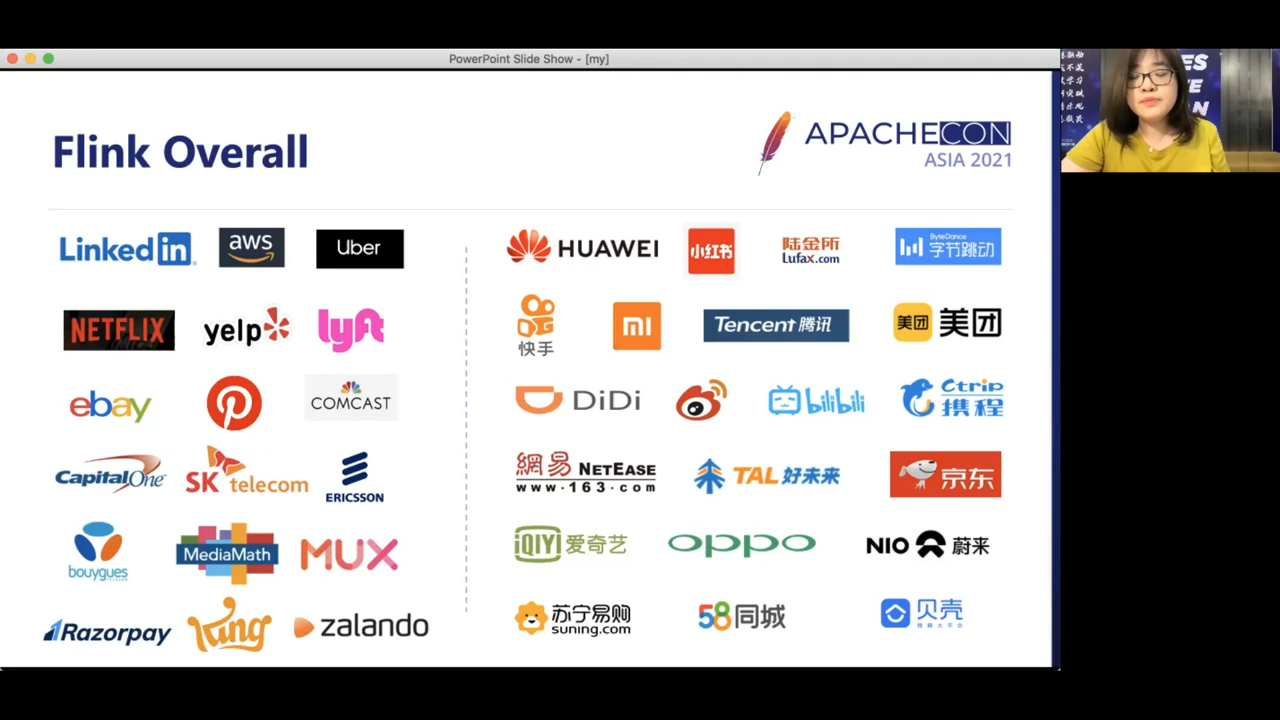 PowerPoint Slide Show - [my]
Flink Overall
APACHECON
ASIA 2021
LinkedIn
aws
Uber
NETFLIX
yelp
lyft
ebay
COMCAST
Capital One
SK telecom
ERICSSON
bouygues
MediaMath
MUX
Razorpay
King
zalando
HUAWEI
小红书
陆金所
Lufax.com
ByteDance
字节跳动
快手
mi
Tencent 腾讯
美团 美团
DiDi
bilibili
Ctrip
携程
網易 NETEASE
www.163.com
TAL 好未来
京东
iQIYI 爱奇艺
oppo
NIO 蔚来
苏宁易购
suning.com
58同城
贝壳